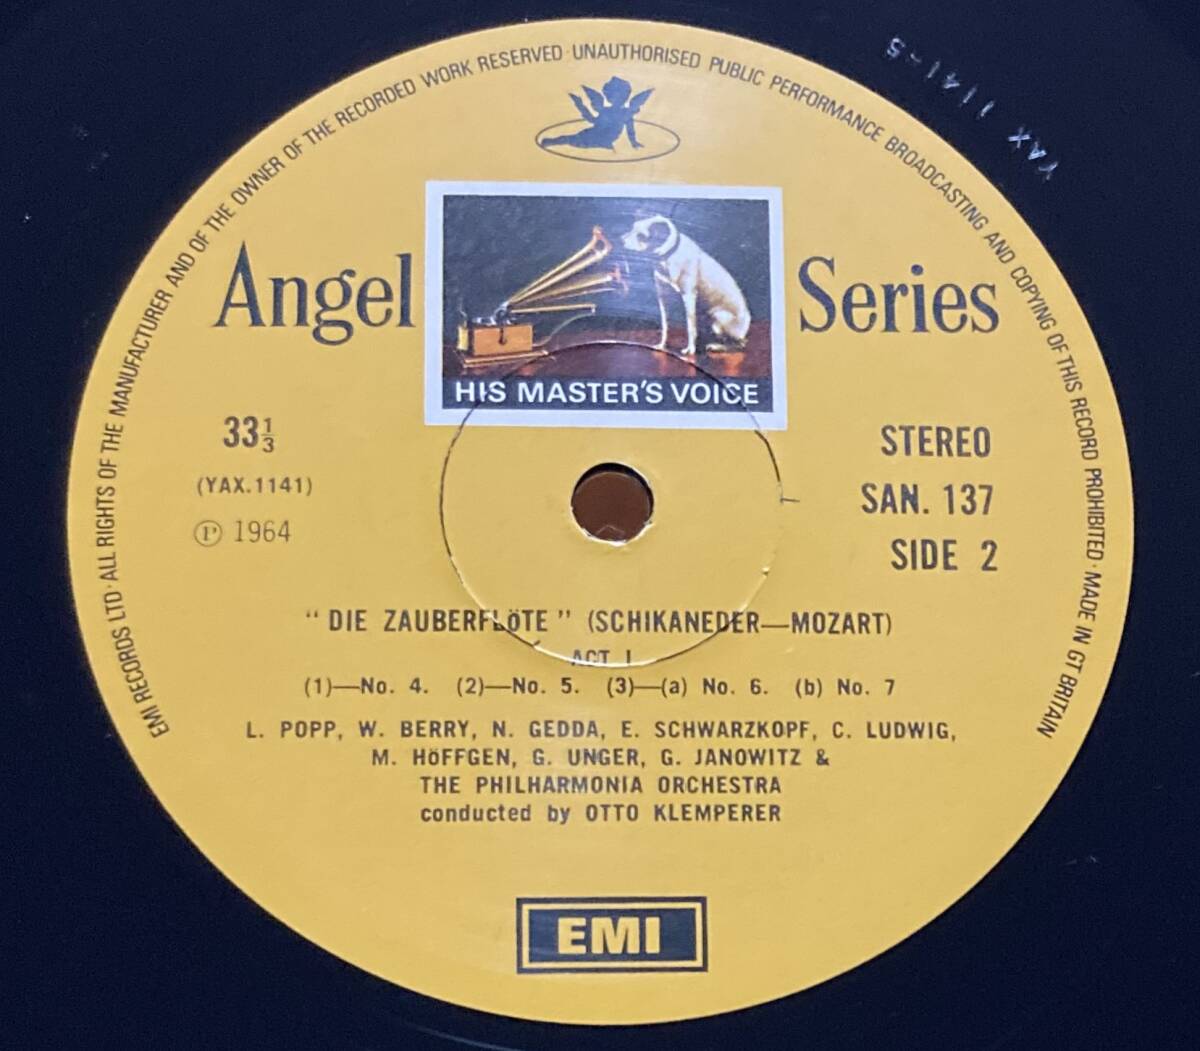 EMI RECORDS LTD · ALL RIGHTS OF THE MANUFACTURER AND OF THE OWNER OF THE RECORDED WORK RESERVED · UNAUTHORISED PUBLIC PERFORMANCE BROADCASTING AND COPYING OF THIS RECORD PROHIBITED · MADE IN GT BRITAIN
YAX 1141-5
Angel Series
HIS MASTER'S VOICE
33⅓
(YAX.1141)
℗ 1964
STEREO
SAN. 137
SIDE 2
"DIE ZAUBERFLöTE" (SCHIKANEDER—MOZART)
ACT I
(1)—No. 4. (2)—No. 5. (3)—(a) No. 6. (b) No. 7
L. POPP, W. BERRY, N. GEDDA, E. SCHWARZKOPF, C. LUDWIG,
M. HöFFGEN, G. UNGER, G. JANOWITZ &
THE PHILHARMONIA ORCHESTRA
conducted by OTTO KLEMPERER
EMI